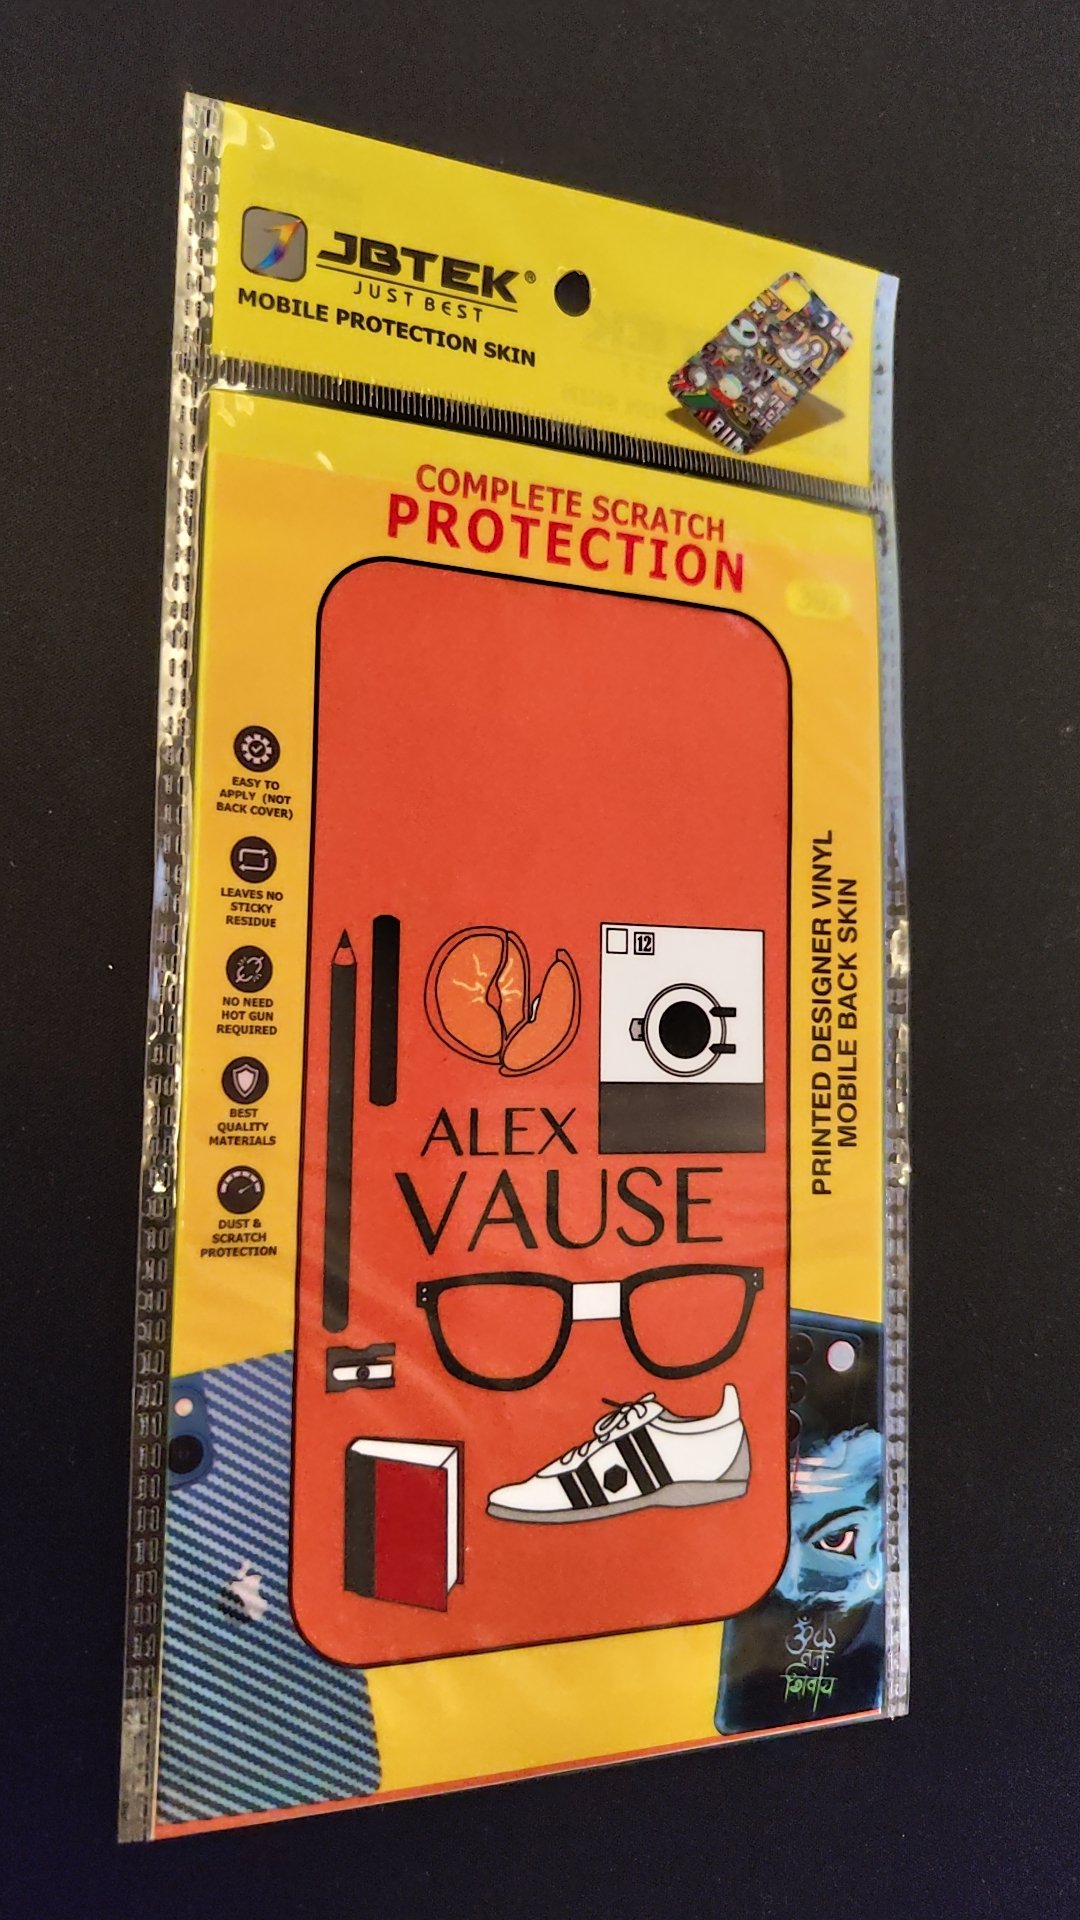 JBTEK®
JUST BEST
MOBILE PROTECTION SKIN
COMPLETE SCRATCH
PROTECTION
EASY TO
APPLY (NOT
BACK COVER)
LEAVES NO
STICKY
RESIDUE
NO NEED
HOT GUN
REQUIRED
BEST
QUALITY
MATERIALS
DUST &
SCRATCH
PROTECTION
12
ALEX
VAUSE
PRINTED DESIGNER VINYL
MOBILE BACK SKIN
ॐ
नमः
शिवाय